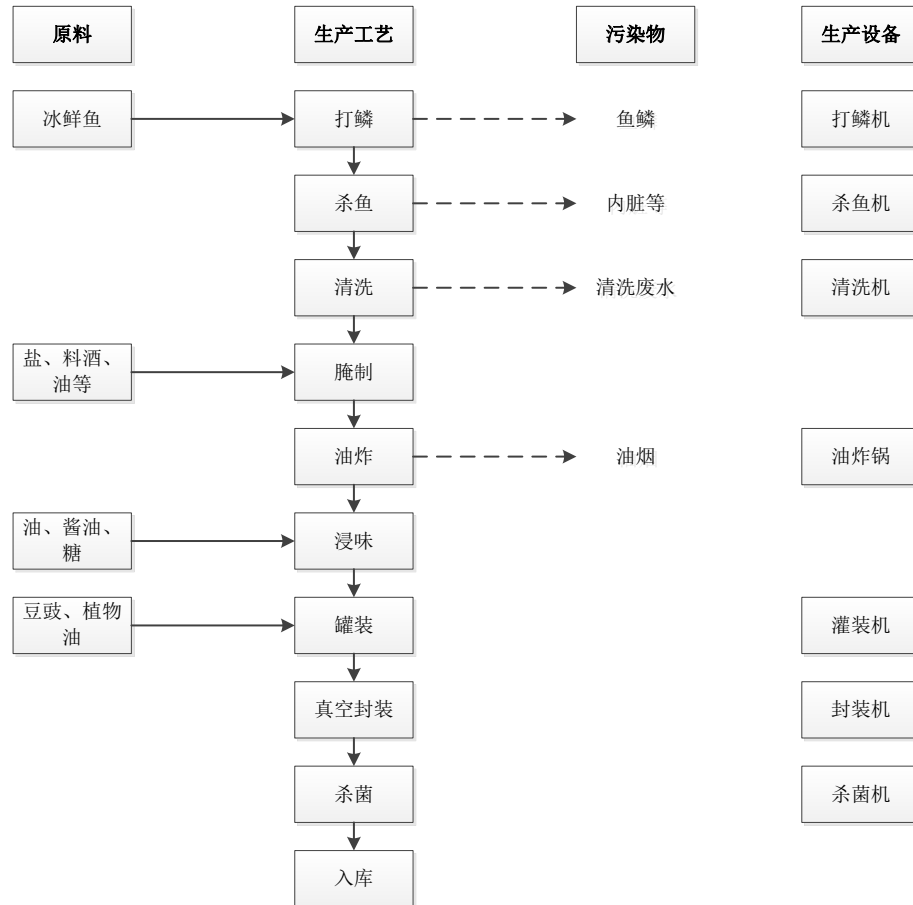 原料 生产工艺 污染物 生产设备
冰鲜鱼 打鳞 鱼鳞 打鳞机
杀鱼 内脏等 杀鱼机
清洗 清洗废水 清洗机
盐、料酒、
油等
腌制
油炸 油烟 油炸锅
油、酱油、
糖
浸味
豆豉、植物
油
罐装 灌装机
真空封装 封装机
杀菌 杀菌机
入库